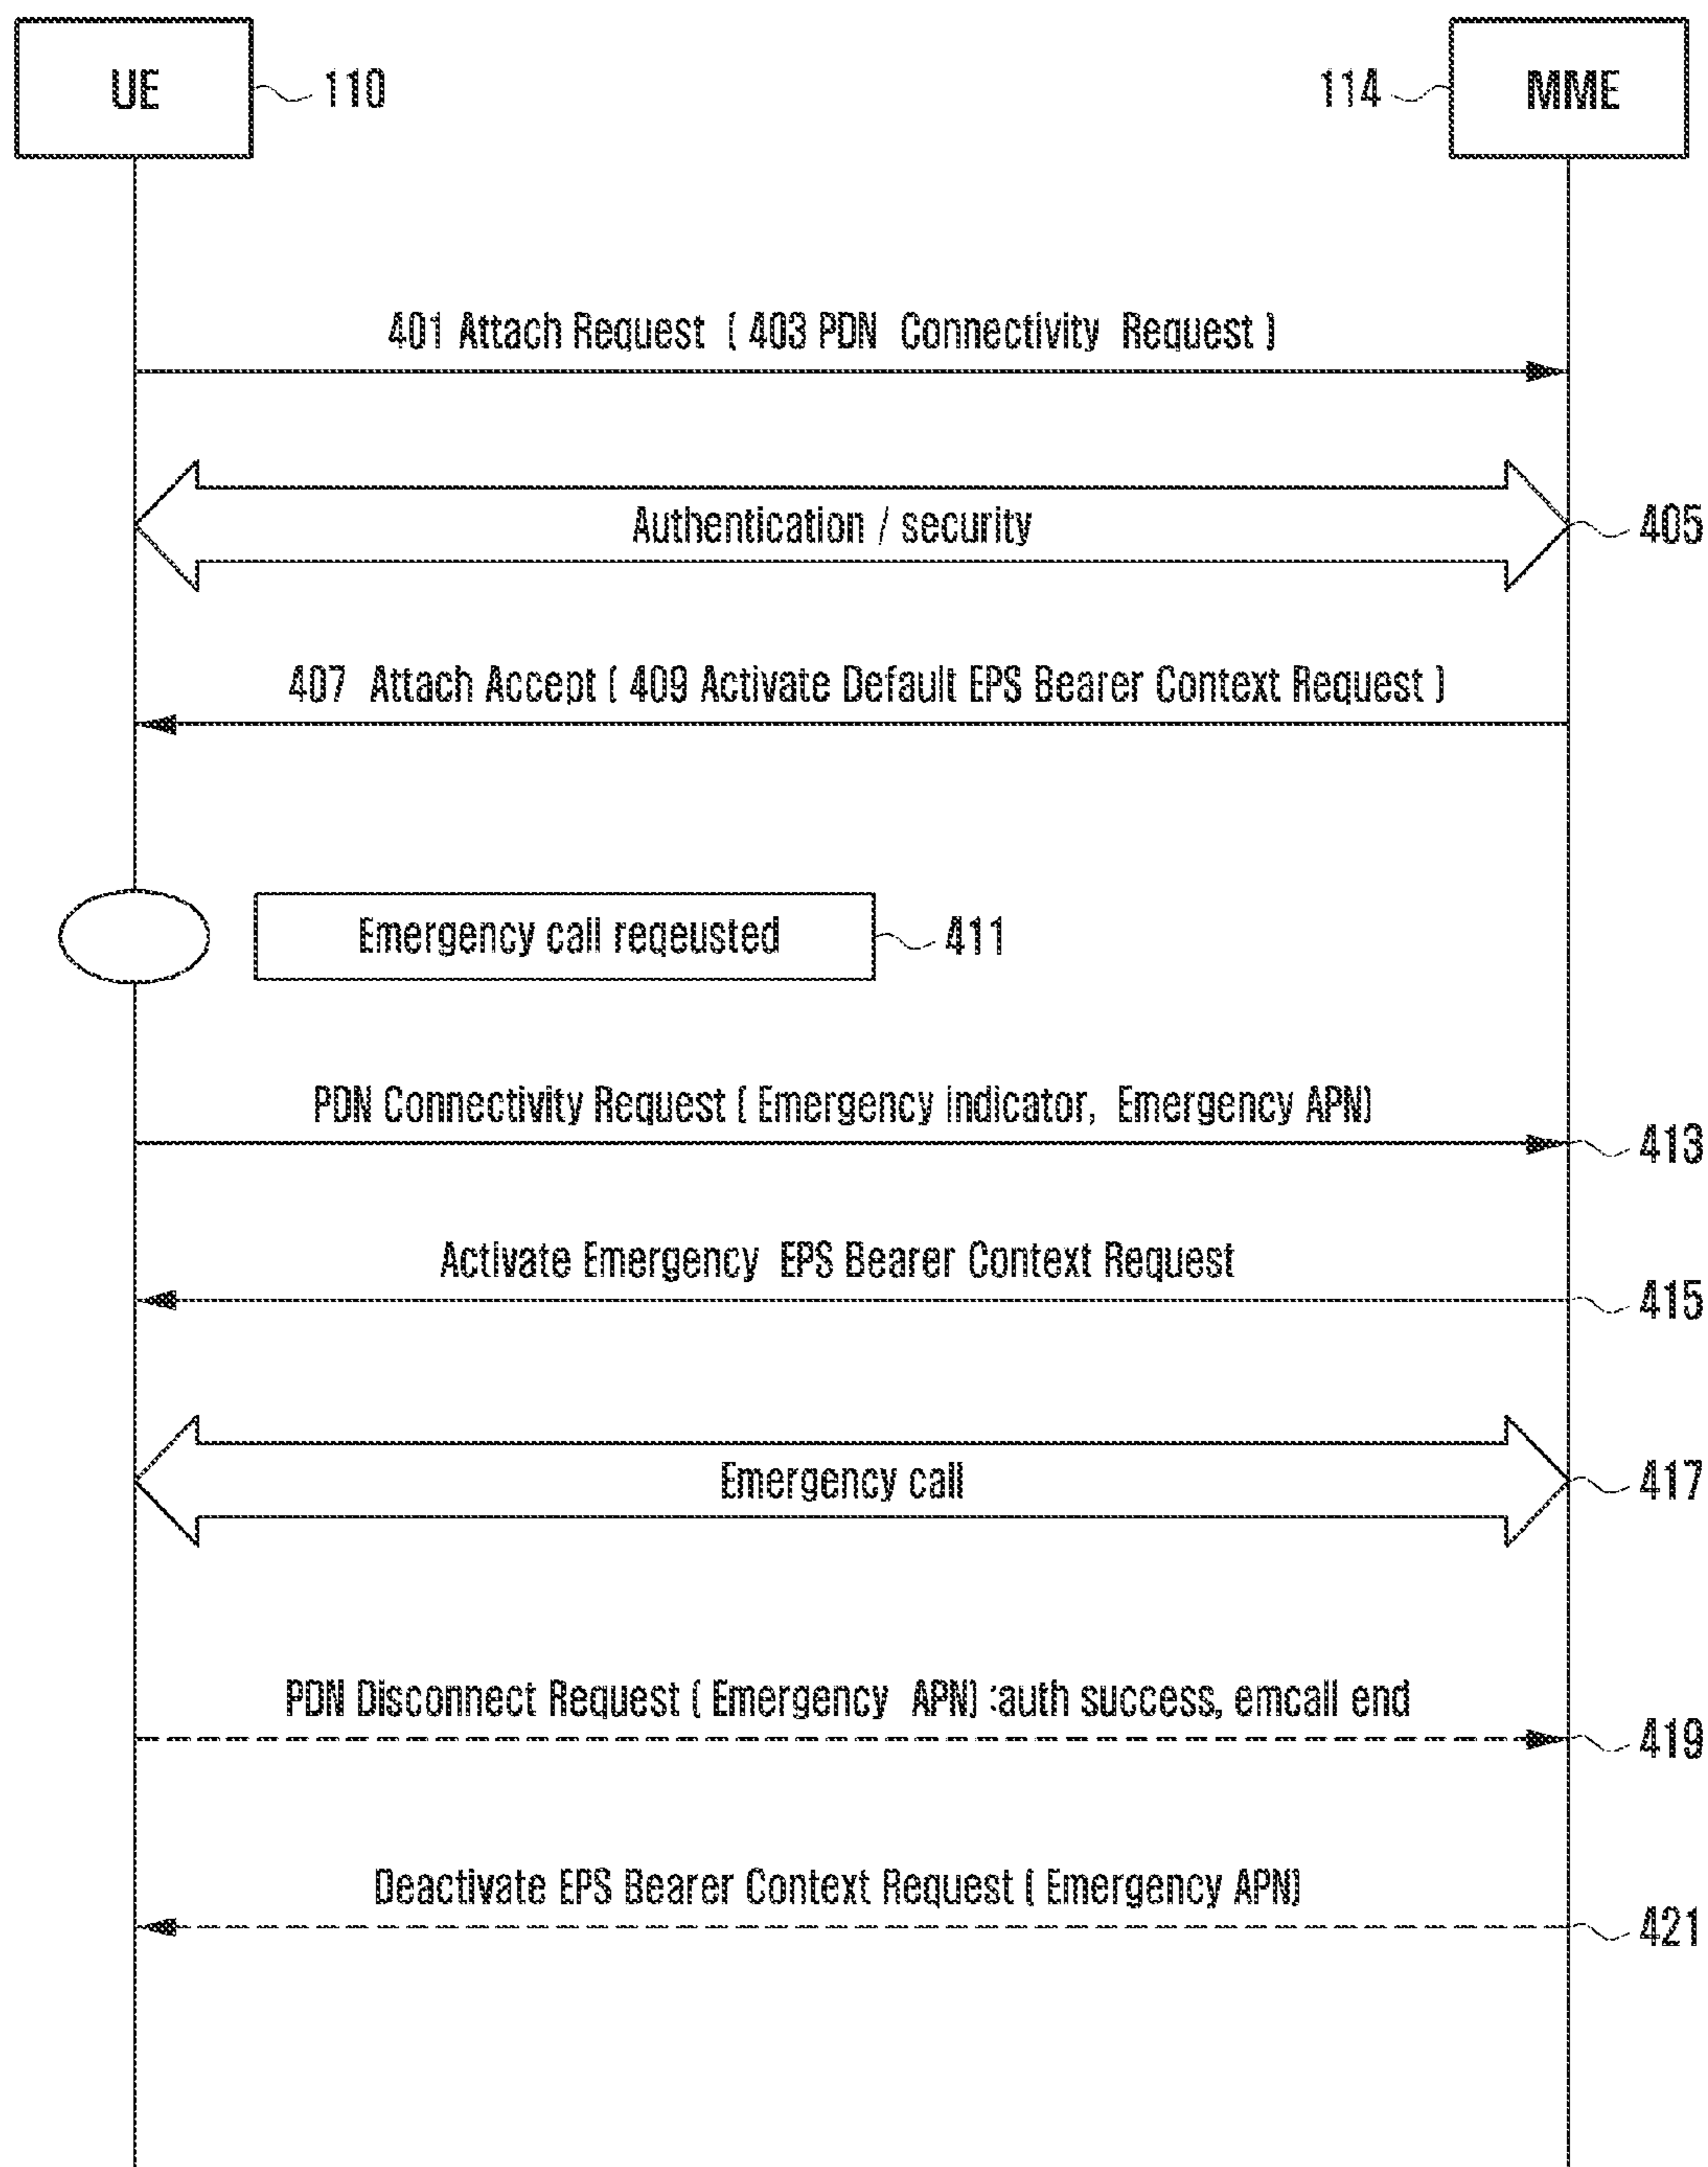 UE
110
114
MME
401 Attach Request ( 403 PDN Connectivity Request )
Authentication / security
405
407 Attach Accept ( 409 Activate Default EPS Bearer Context Request )
Emergency call reqeusted
411
PDN Connectivity Request ( Emergency indicator, Emergency APN)
413
Activate Emergency EPS Bearer Context Request
415
Emergency call
417
PDN Disconnect Request ( Emergency APN) :auth success, emcall end
419
Deactivate EPS Bearer Context Request ( Emergency APN)
421